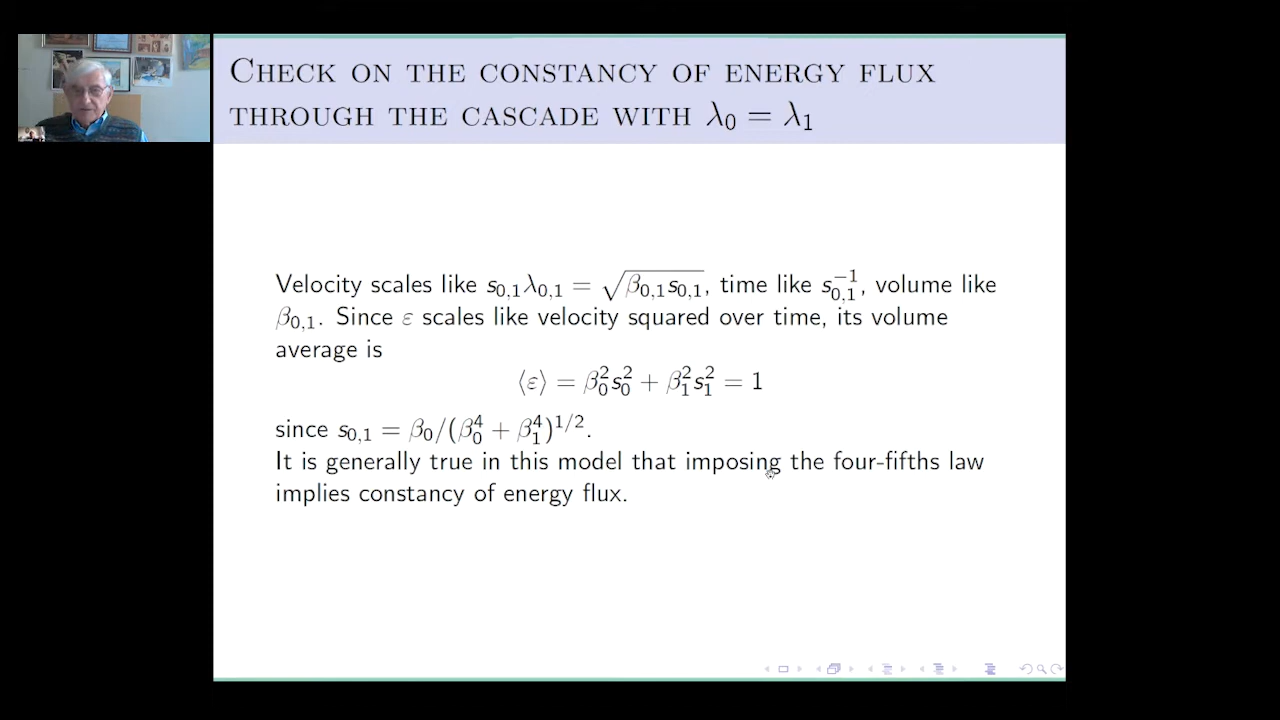 CHECK ON THE CONSTANCY OF ENERGY FLUX
THROUGH THE CASCADE WITH λ₀ = λ₁
Velocity scales like s₀,₁λ₀,₁ = √(β₀,₁s₀,₁), time like s₀,₁⁻¹, volume like
β₀,₁. Since ε scales like velocity squared over time, its volume
average is
⟨ε⟩ = β₀²s₀² + β₁²s₁² = 1
since s₀,₁ = β₀/(β₀⁴ + β₁⁴)^{1/2}.
It is generally true in this model that imposing the four-fifths law
implies constancy of energy flux.